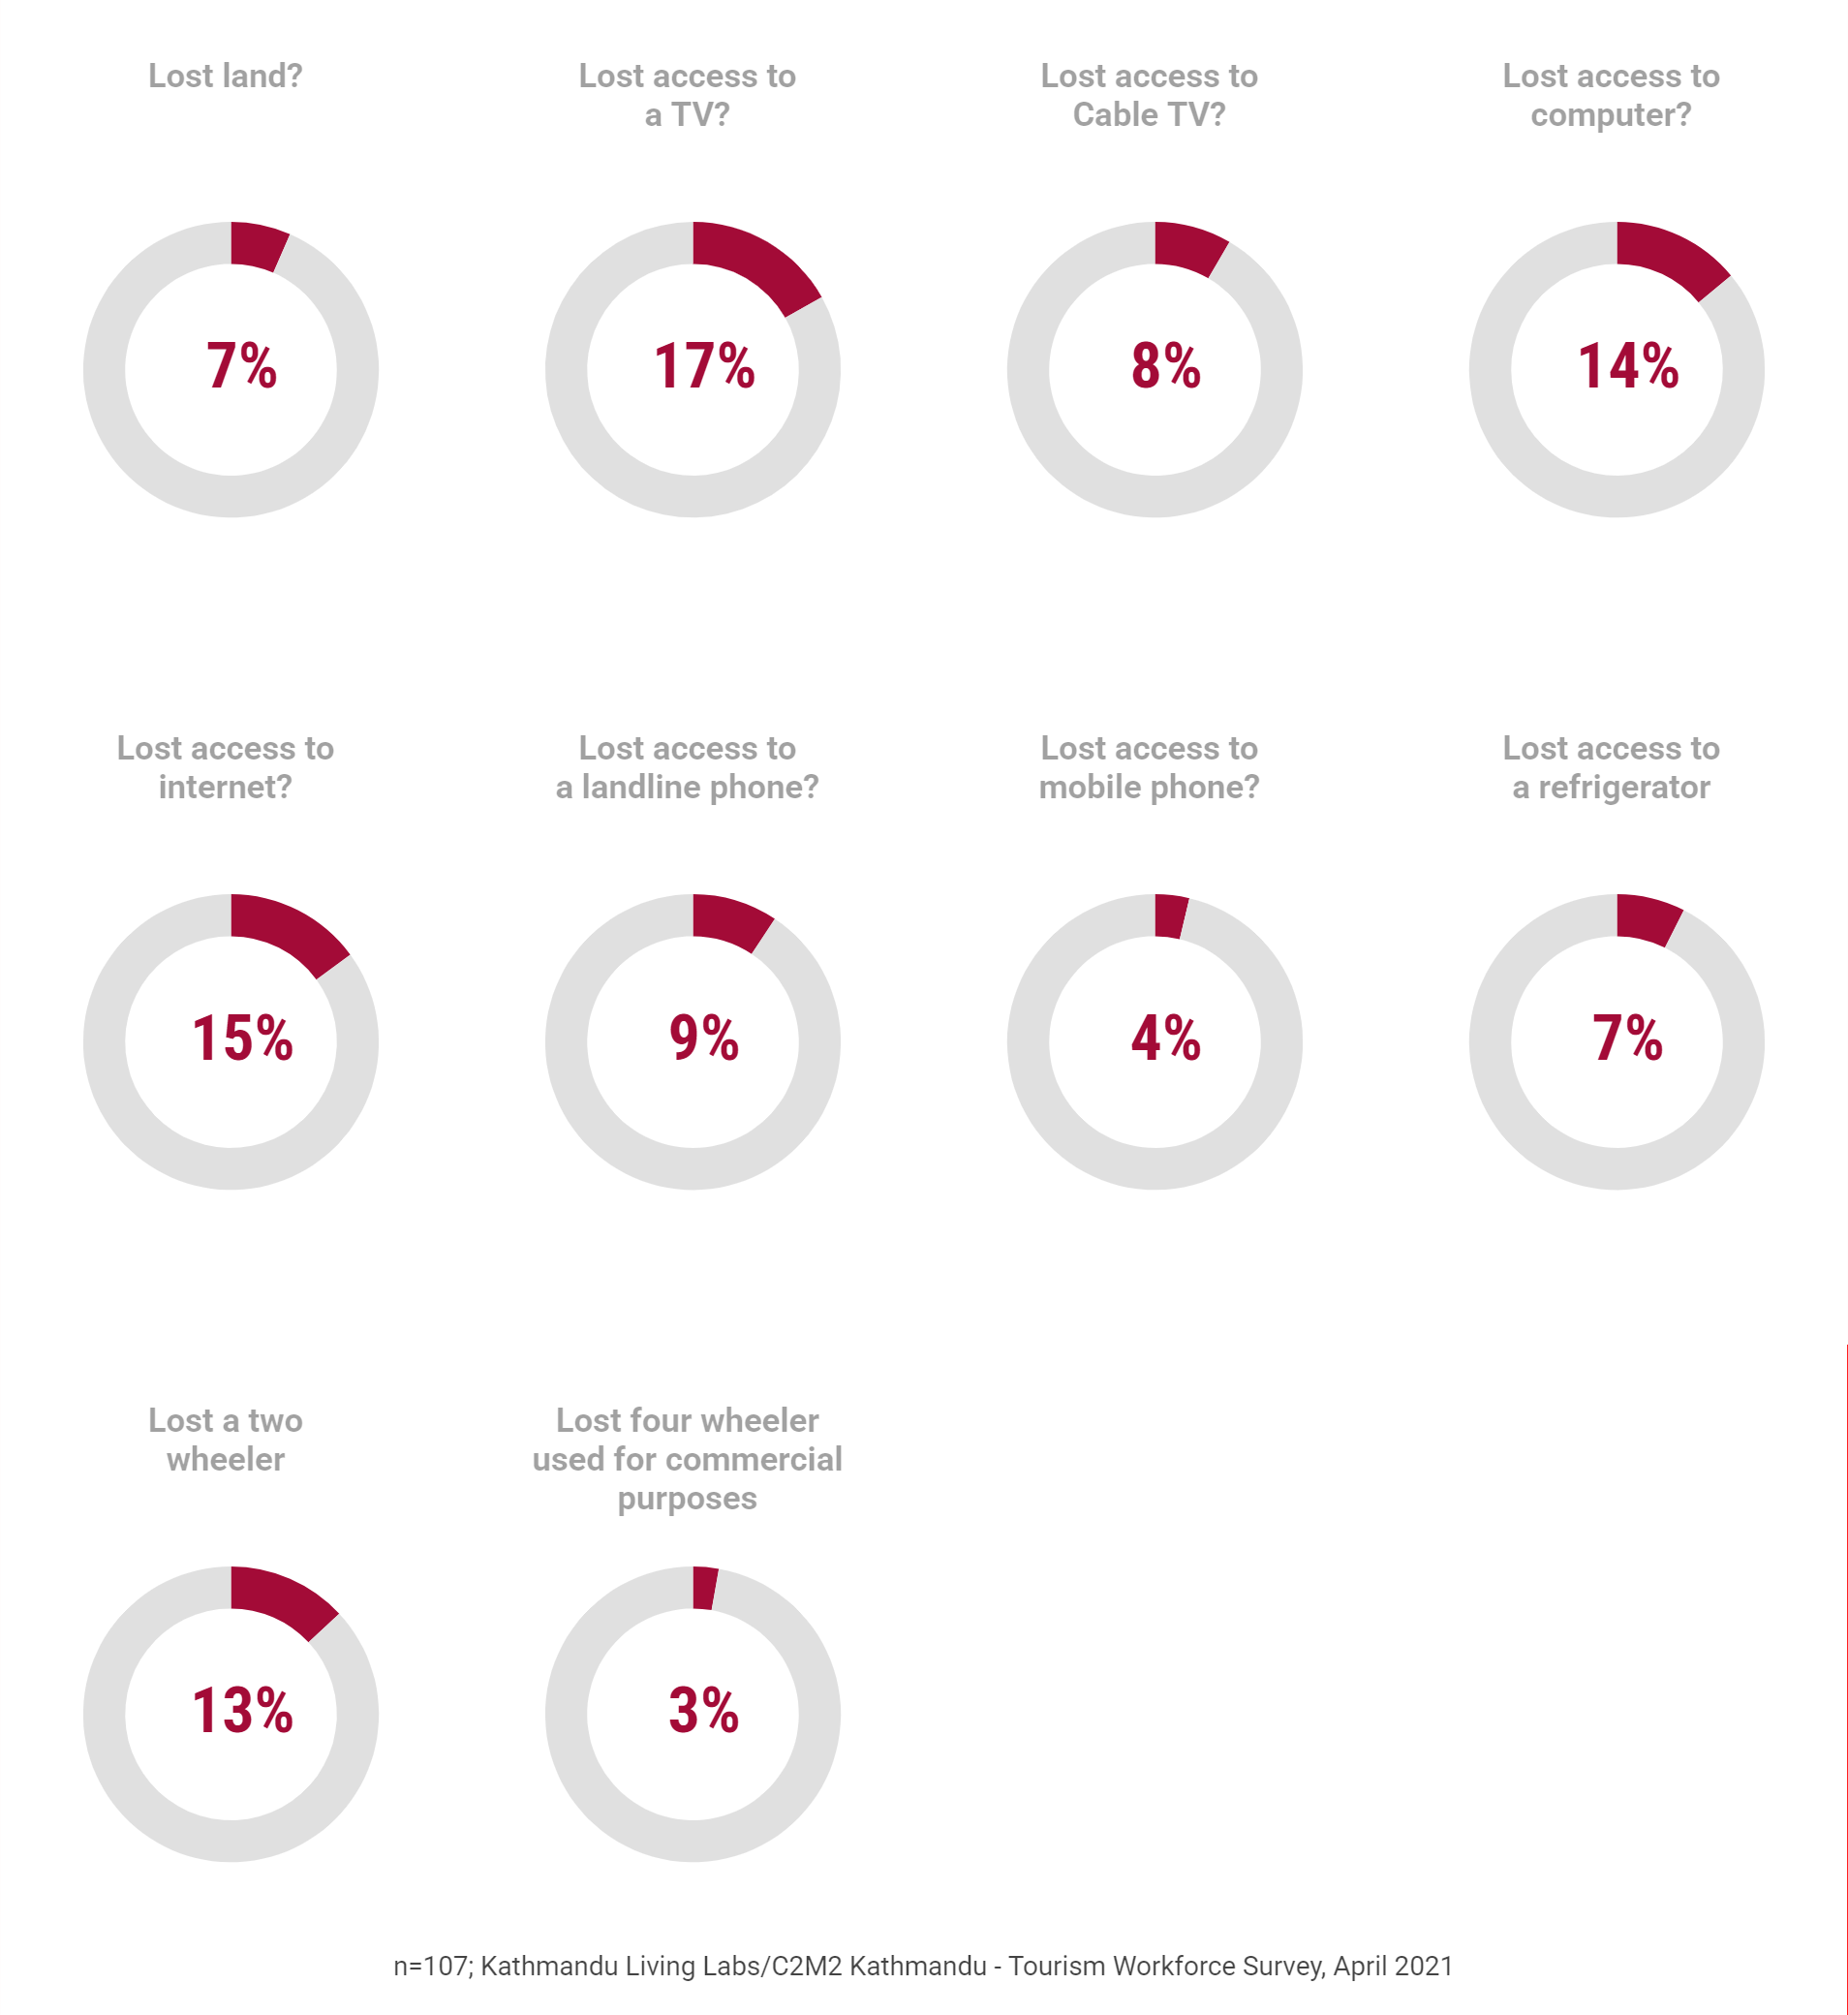 Lost land?
Lost access to
a TV?
Lost access to
Cable TV?
Lost access to
computer?
7%
17%
8%
14%
Lost access to
internet?
Lost access to
a landline phone?
Lost access to
mobile phone?
Lost access to
a refrigerator
15%
9%
4%
7%
Lost a two
wheeler
Lost four wheeler
used for commercial
purposes
13%
3%
n=107; Kathmandu Living Labs/C2M2 Kathmandu - Tourism Workforce Survey, April 2021